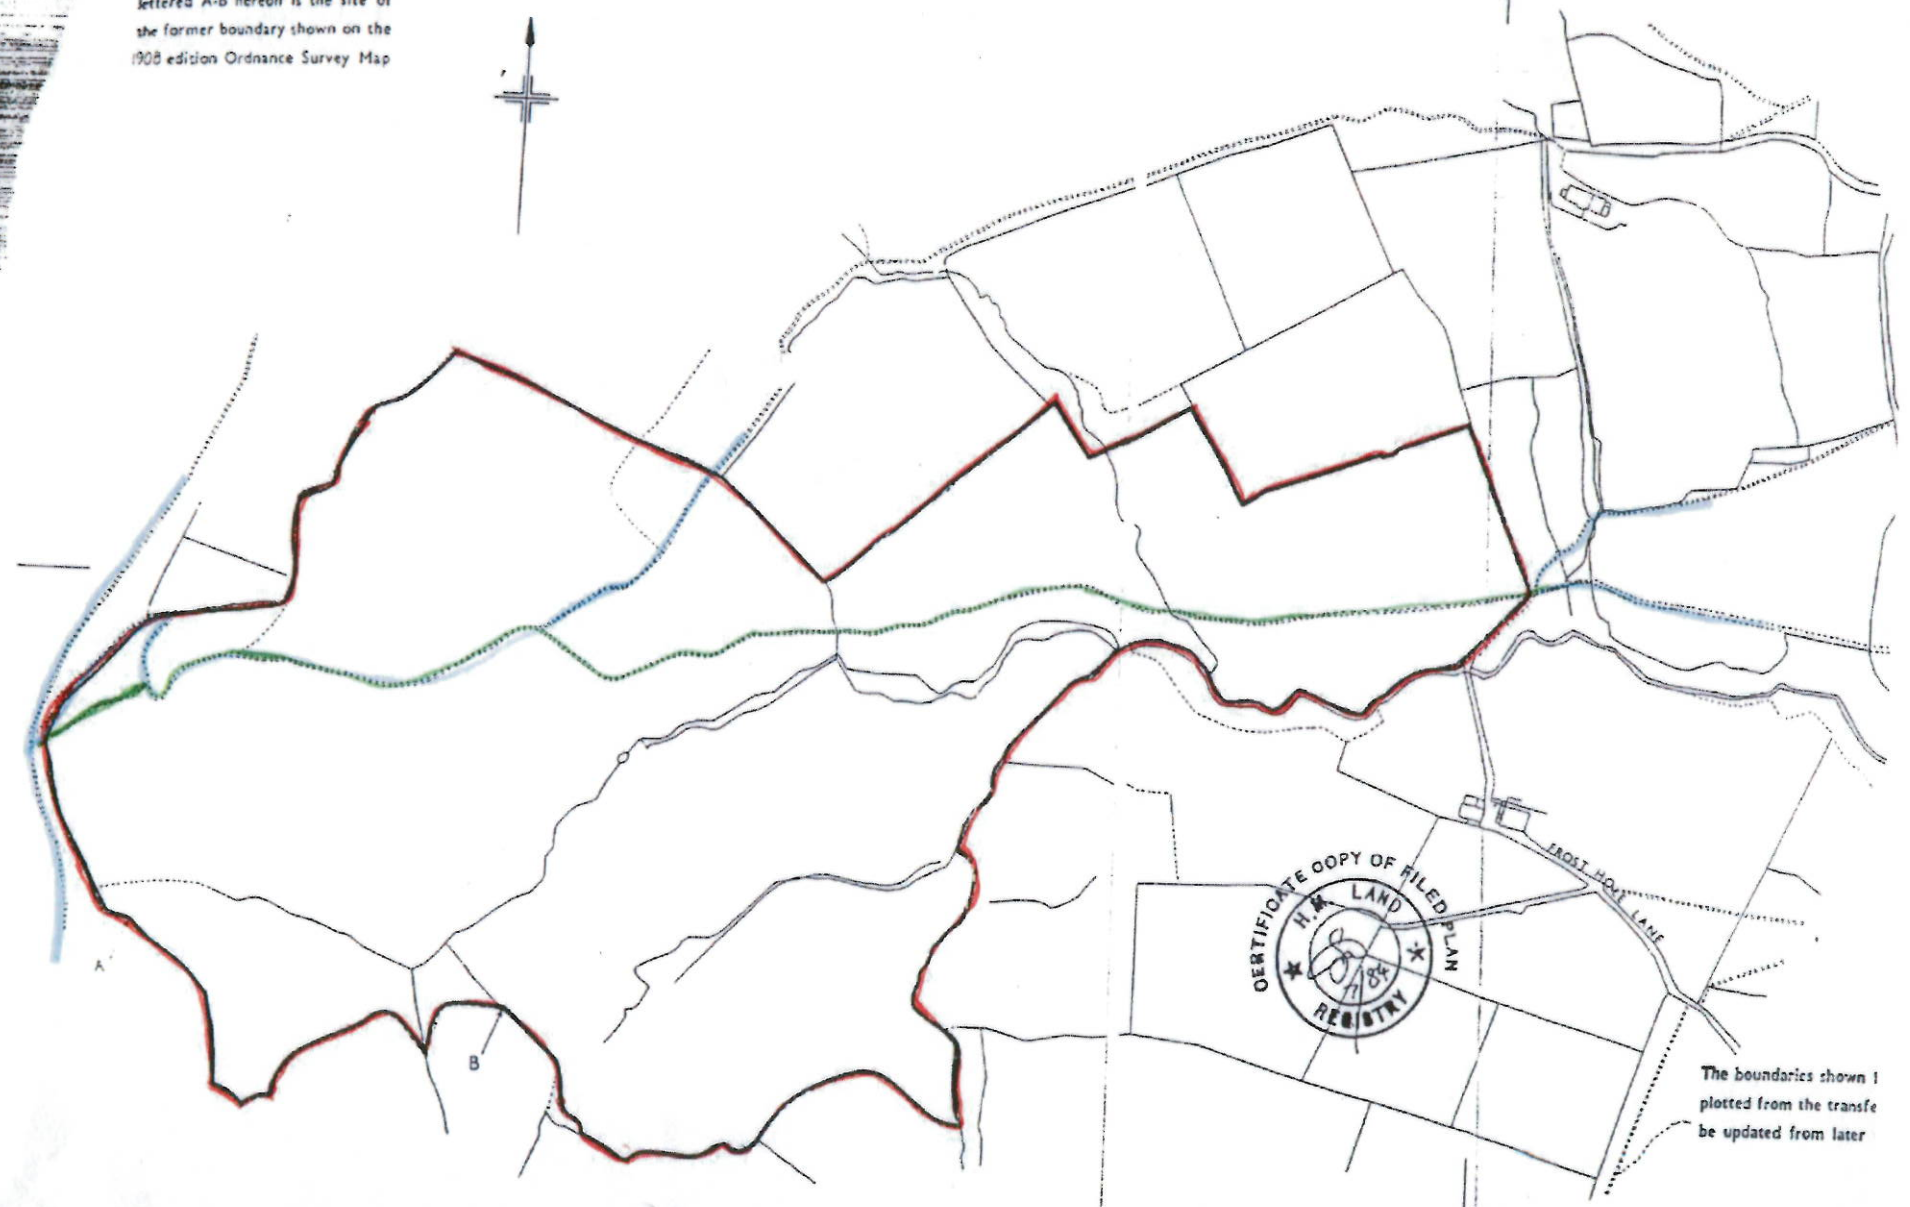 lettered A-B hereon is the site of
the former boundary shown on the
1908 edition Ordnance Survey Map
A
B
FROST HOLE LANE
CERTIFICATE COPY OF FILED PLAN
H.M. LAND
REGISTRY
84
The boundaries shown
plotted from the transfe
be updated from later